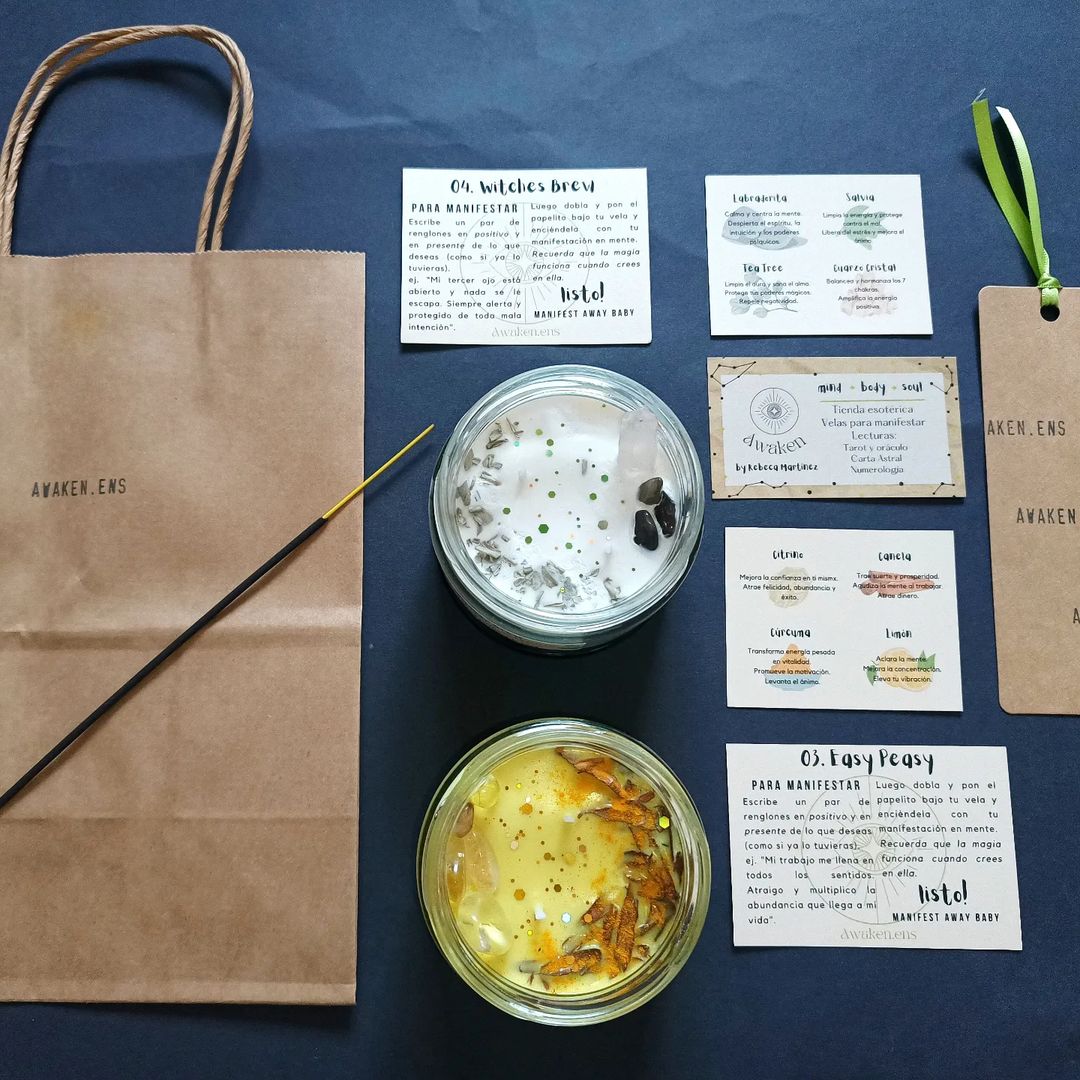 AWAKEN.ENS
04. Witches Brew
PARA MANIFESTAR
Escribe un par de
renglones en positivo y
en presente de lo que
deseas (como si ya lo
tuvieras).
ej. "Mi tercer ojo está
abierto y nada se le
escapa. Siempre alerta y
protegido de toda mala
intención".
Luego dobla y pon el
papelito bajo tu vela y
enciéndela con tu
manifestación en mente.
Recuerda que la magia
funciona cuando crees
en ella.
listo!
MANIFEST AWAY BABY
Awaken.ens
Labradorita
Calma y centra la mente.
Despierta el espíritu, la
intuición y los poderes
psíquicos.
Salvia
Limpia la energía y protege
contra el mal.
Libera del estrés y mejora el
ánimo.
Tea Tree
Limpia el aura y sana el alma.
Protege tus poderes mágicos.
Repele negatividad.
Cuarzo Cristal
Balancea y harmoniza los 7
chakras.
Amplifica la energía
positiva.
mind + body + soul
Awaken
by Rebeca Martínez
Tienda esotérica
Velas para manifestar
Lecturas:
Tarot y oráculo
Carta Astral
Numerología
AKEN.ENS
AWAKEN
A
Citrino
Mejora la confianza en ti mismx.
Atrae felicidad, abundancia y
éxito.
Canela
Trae suerte y prosperidad.
Agudiza la mente al trabajar.
Atrae dinero.
Cúrcuma
Transforma energía pesada
en vitalidad.
Promueve la motivación.
Levanta el ánimo.
Limón
Aclara la mente.
Mejora la concentración.
Eleva tu vibración.
03. Easy Peasy
PARA MANIFESTAR
Escribe un par de
renglones en positivo y en
presente de lo que deseas
(como si ya lo tuvieras).
ej. "Mi trabajo me llena en
todos los sentidos.
Atraigo y multiplico la
abundancia que llega a mi
vida".
Luego dobla y pon el
papelito bajo tu vela y
enciéndela con tu
manifestación en mente.
Recuerda que la magia
funciona cuando crees
en ella.
listo!
MANIFEST AWAY BABY
Awaken.ens